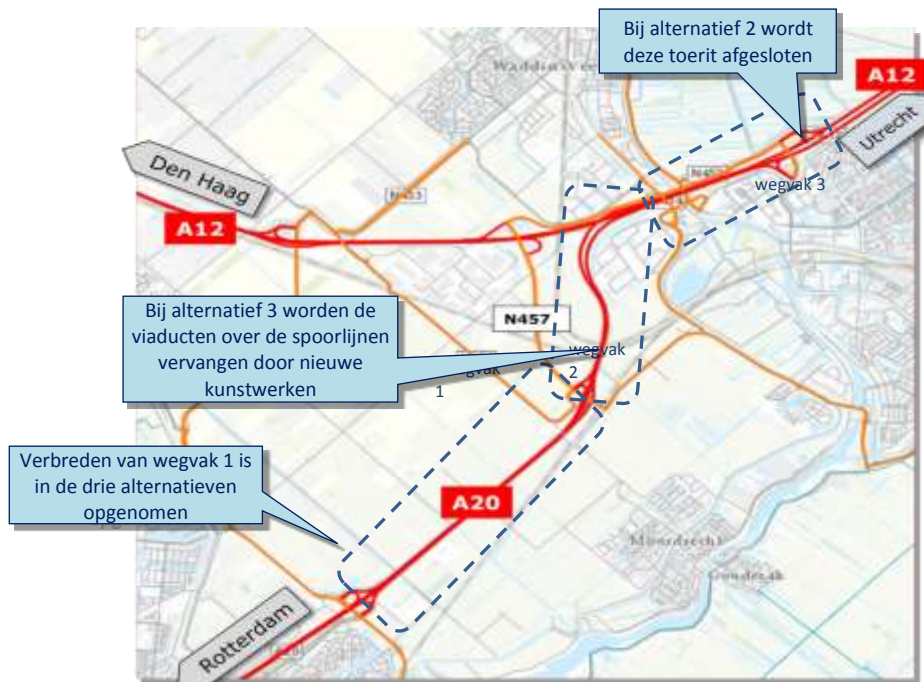 Bij alternatief 2 wordt
deze toerit afgesloten
A12
Utrecht
Den Haag
wegvak 3
A12
Bij alternatief 3 worden de
viaducten over de spoorlijnen
vervangen door nieuwe
kunstwerken
N457
wegvak
2
1
Verbreden van wegvak 1 is
in de drie alternatieven
opgenomen
A20
Moordrecht
Gouderak
Rotterdam